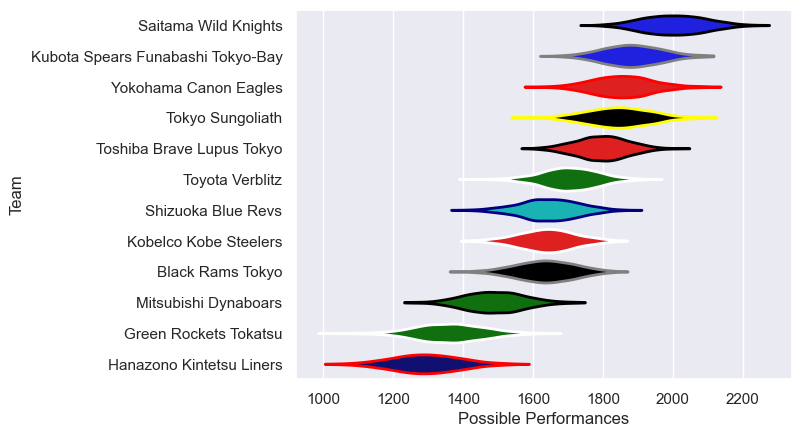 Saitama Wild Knights
Kubota Spears Funabashi Tokyo-Bay
Yokohama Canon Eagles
Tokyo Sungoliath
Toshiba Brave Lupus Tokyo
Toyota Verblitz
Shizuoka Blue Revs
Kobelco Kobe Steelers
Black Rams Tokyo
Mitsubishi Dynaboars
Green Rockets Tokatsu
Hanazono Kintetsu Liners
Team
1000 1200 1400 1600 1800 2000 2200
Possible Performances